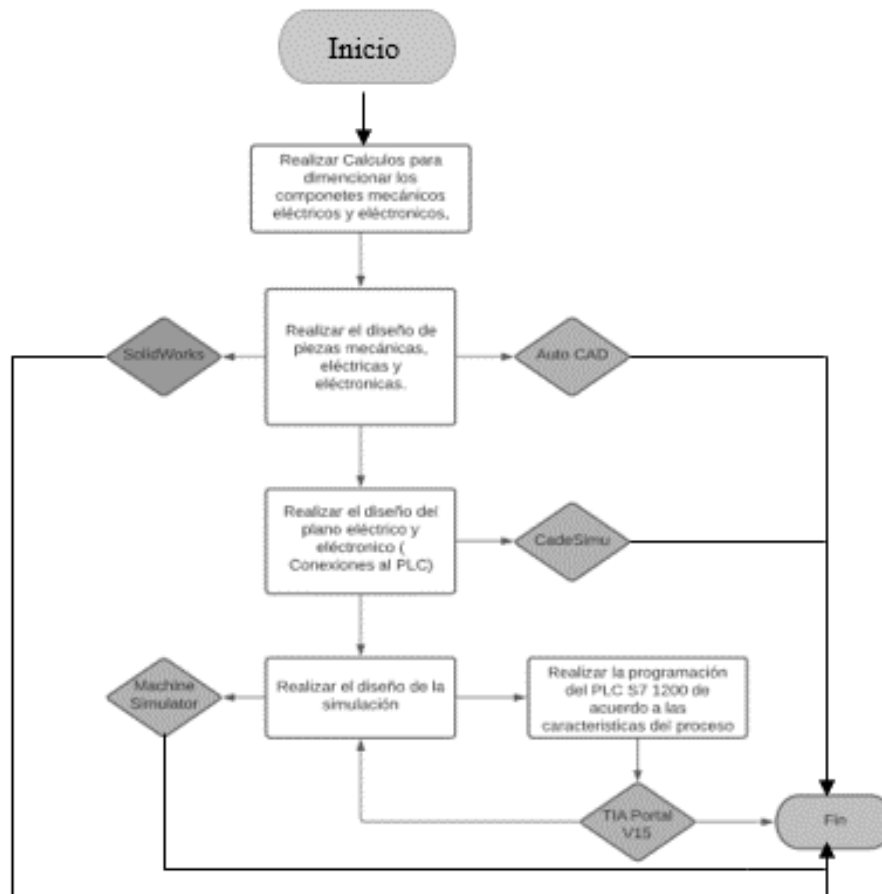 Inicio
Realizar Calculos para
dimencionar los
componetes mecánicos
eléctricos y eléctronicos,
SolidWorks
Realizar el diseño de
piezas mecánicas,
eléctricas y
eléctronicas.
Auto CAD
Realizar el diseño del
plano eléctrico y
eléctronico (
Conexiones al PLC)
CadeSimu
Machine
Simulator
Realizar el diseño de la
simulación
Realizar la programación
del PLC S7 1200 de
acuerdo a las
caracteristicas del proceso
TIA Portal
V15
Fin